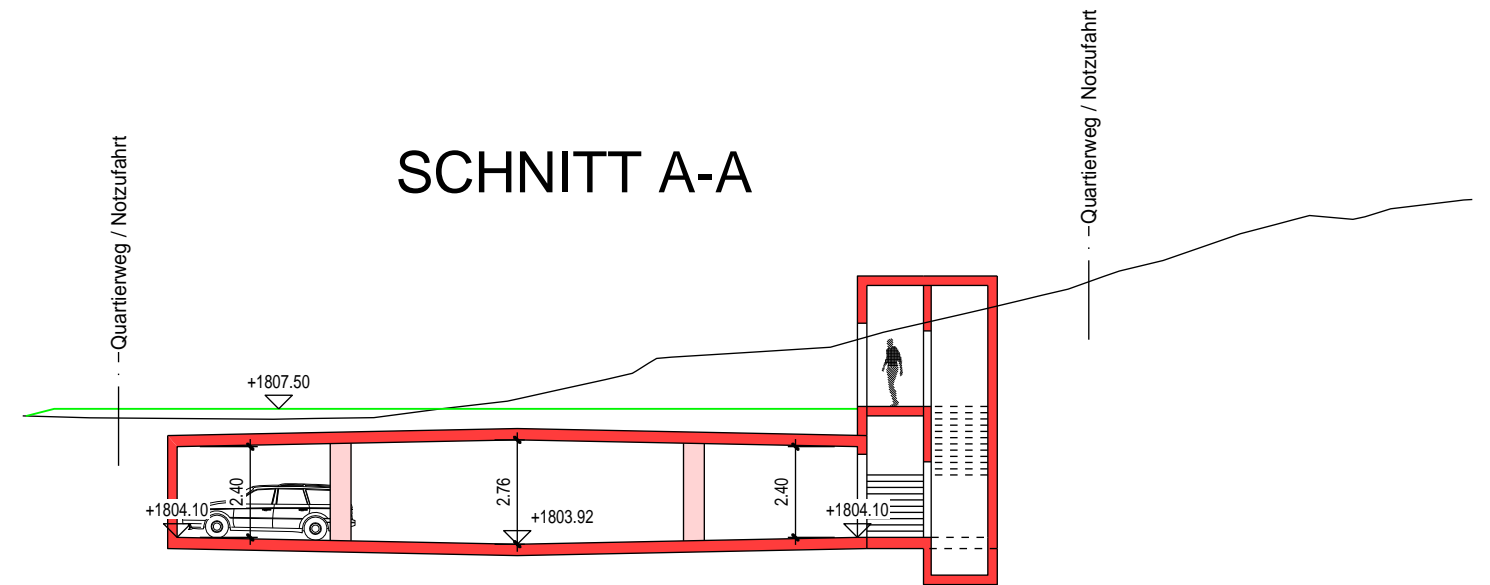 Quartierweg / Notzufahrt
Quartierweg / Notzufahrt
SCHNITT A-A
+1807.50
2.40
2.76
2.40
+1804.10
+1803.92
+1804.10